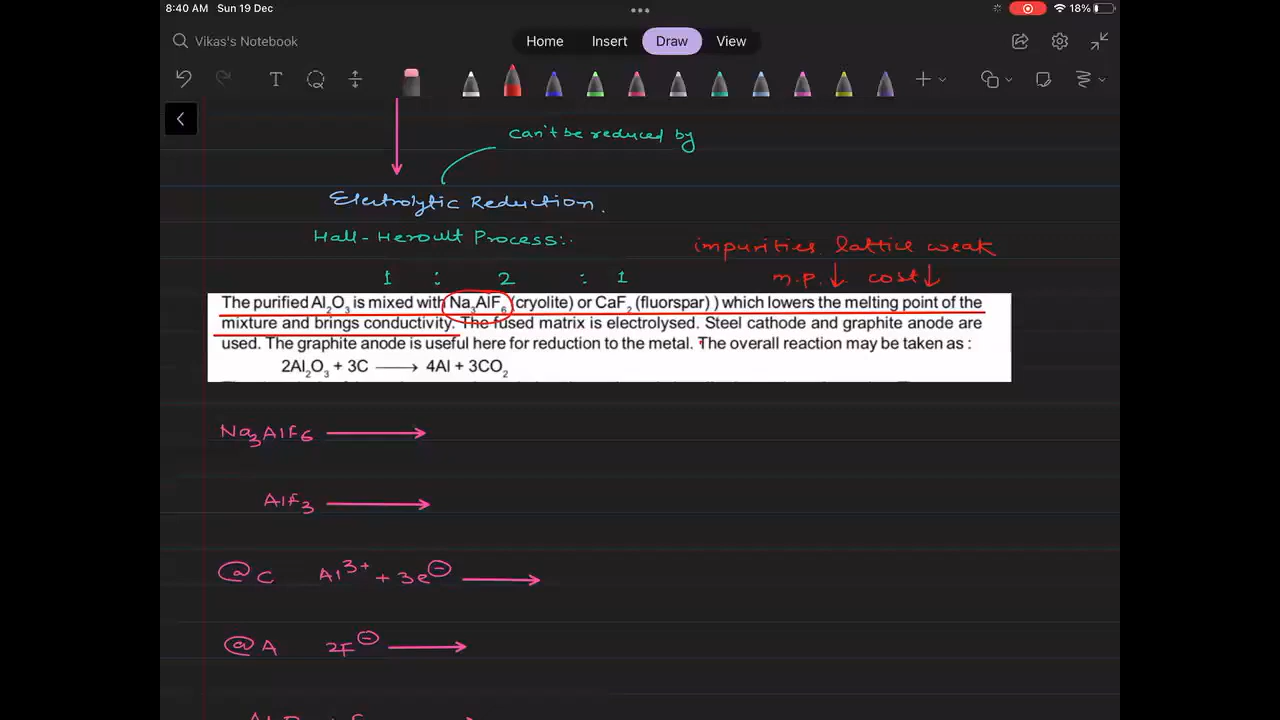 8:40 AM Sun 19 Dec
18%
Vikas's Notebook
Home Insert Draw View
can't be reduced by
Electrolytic Reduction.
Hall-Heroult Process:.
impurities lattice weak
1 : 2 : 1
m.p.↓ cost↓
The purified Al₂O₃ is mixed with Na₃AlF₆ (cryolite) or CaF₂ (fluorspar) ) which lowers the melting point of the
mixture and brings conductivity. The fused matrix is electrolysed. Steel cathode and graphite anode are
used. The graphite anode is useful here for reduction to the metal. The overall reaction may be taken as :
2Al₂O₃ + 3C ⟶ 4Al + 3CO₂
Na₃AlF₆ ⟶
AlF₃ ⟶
@ C Al³⁺ + 3e⊖ ⟶
@ A 2F⊖ ⟶